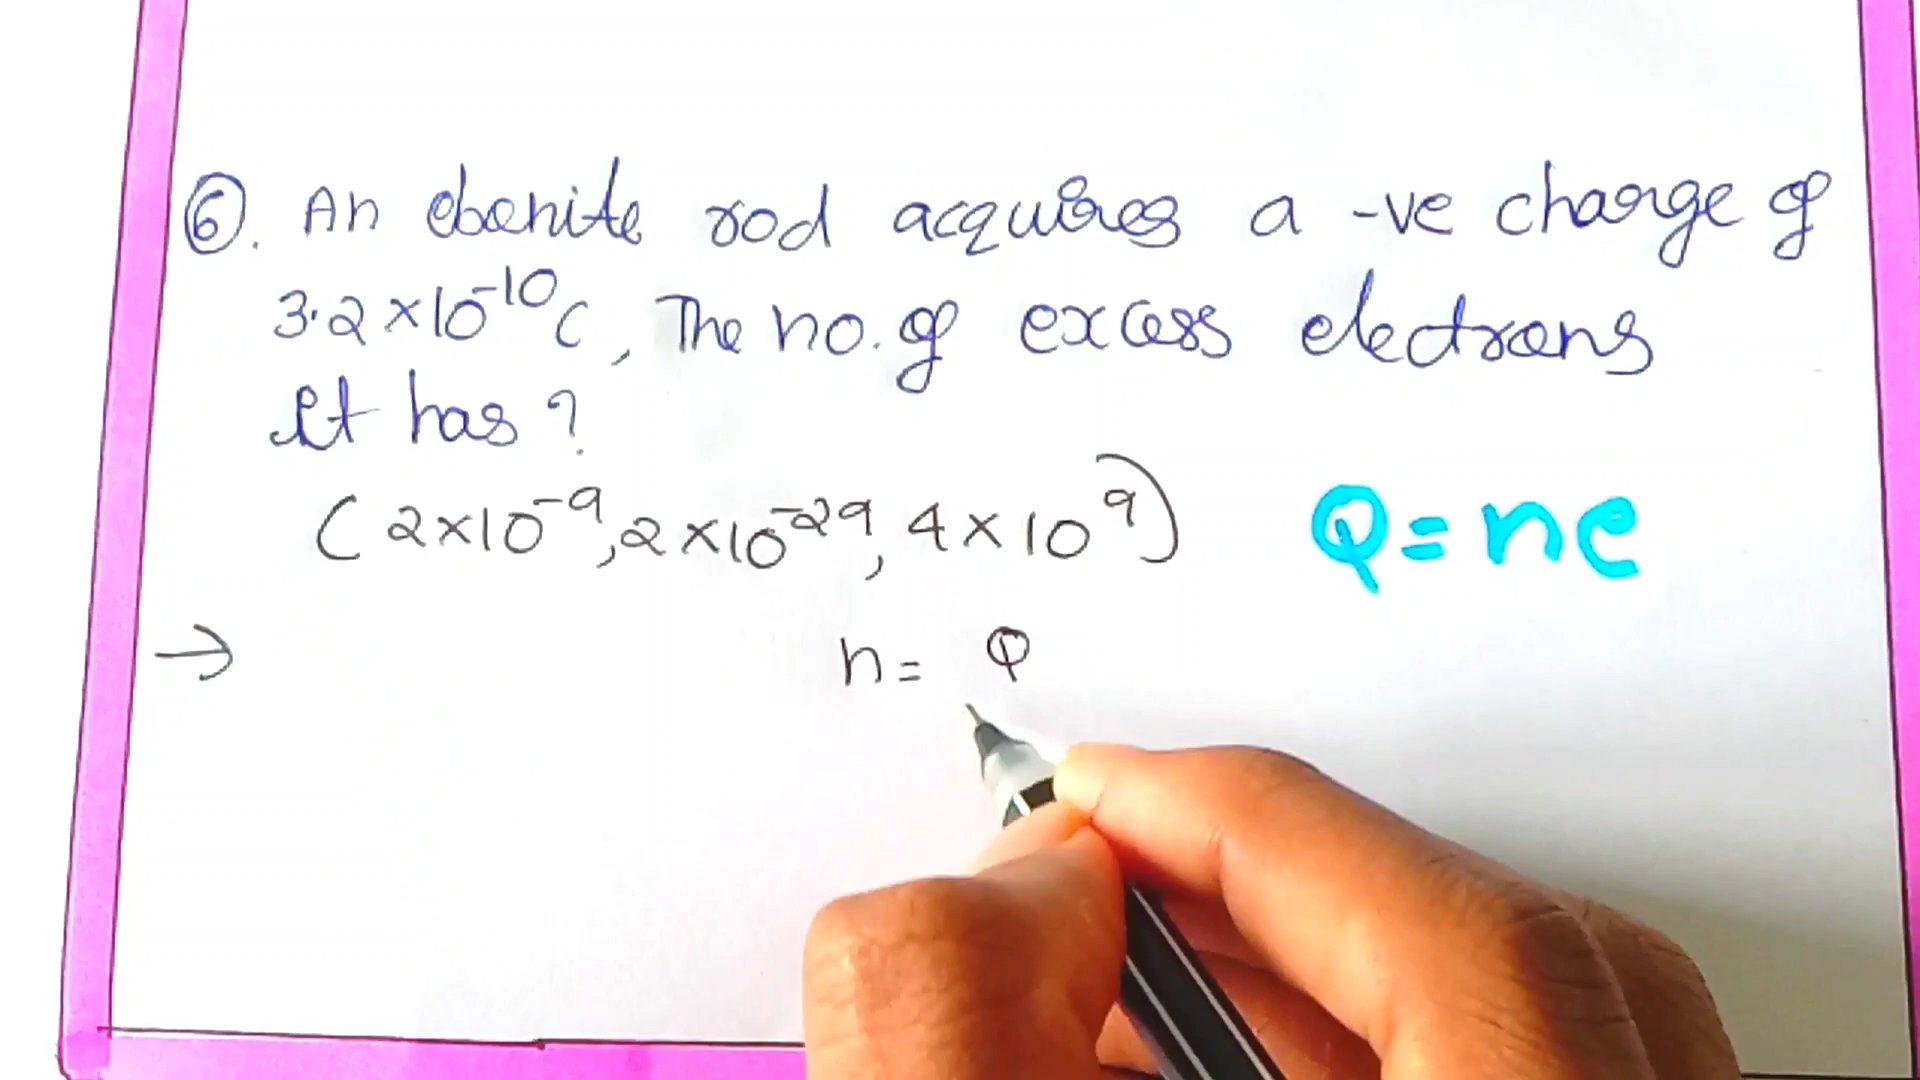 6. An ebonite rod acquires a -ve charge of
3.2×10⁻¹⁰C, The no. of excess electrons
it has?
(2×10⁻⁹, 2×10⁻²⁹, 4×10⁹)
Q=ne
→ n= Q